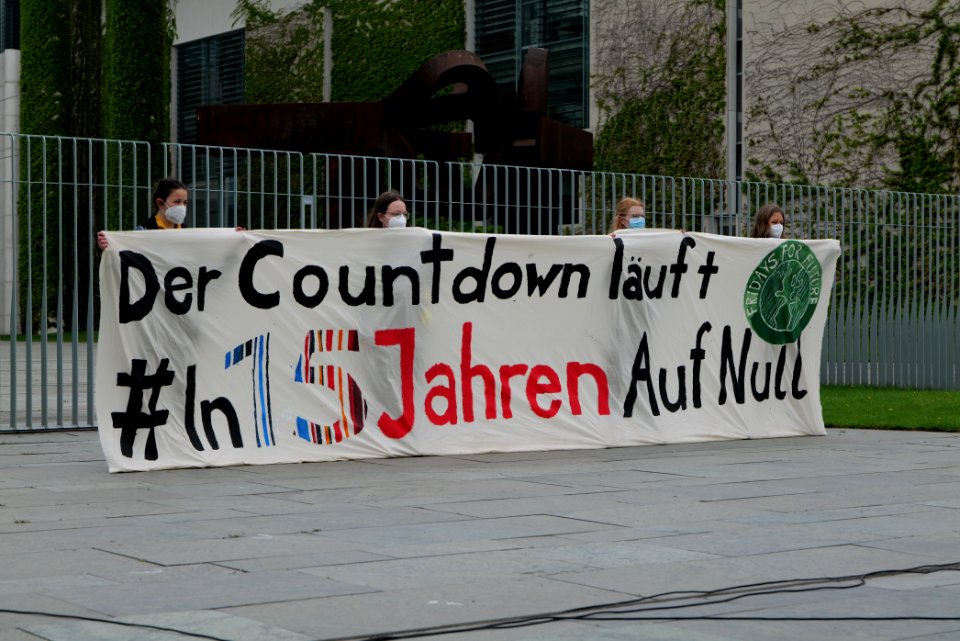 Der Countdown läuft
#In 15 Jahren Auf Null
FRIDAYS FOR FUTURE